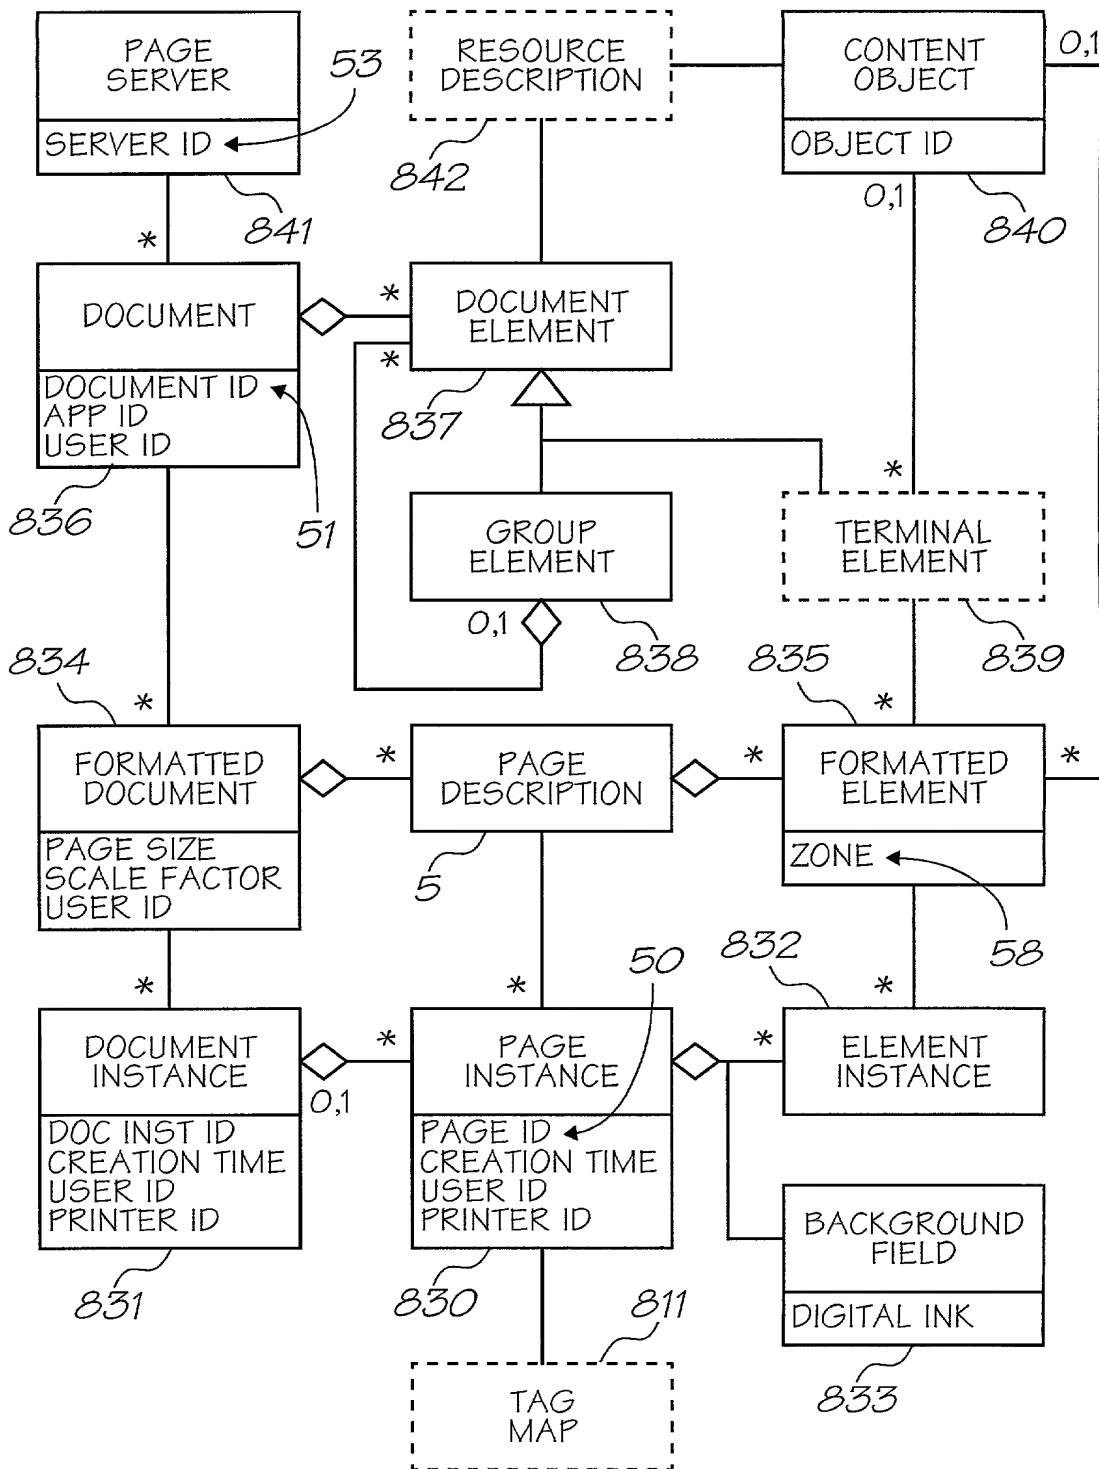 PAGE
SERVER
SERVER ID
53
841
RESOURCE
DESCRIPTION
842
CONTENT
OBJECT
OBJECT ID
840
0,1
0,1
*
DOCUMENT
DOCUMENT ID
APP ID
USER ID
836
51
*
*
DOCUMENT
ELEMENT
837
GROUP
ELEMENT
0,1
838
*
TERMINAL
ELEMENT
839
834
*
FORMATTED
DOCUMENT
PAGE SIZE
SCALE FACTOR
USER ID
*
PAGE
DESCRIPTION
5
*
835
*
FORMATTED
ELEMENT
*
ZONE
58
*
DOCUMENT
INSTANCE
0,1
DOC INST ID
CREATION TIME
USER ID
PRINTER ID
831
*
*
50
PAGE
INSTANCE
PAGE ID
CREATION TIME
USER ID
PRINTER ID
830
832
*
*
ELEMENT
INSTANCE
BACKGROUND
FIELD
DIGITAL INK
833
811
TAG
MAP